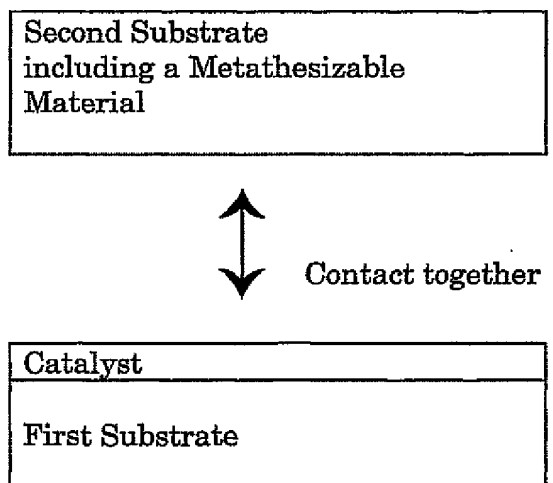 Second Substrate
including a Metathesizable
Material
Contact together
Catalyst
First Substrate